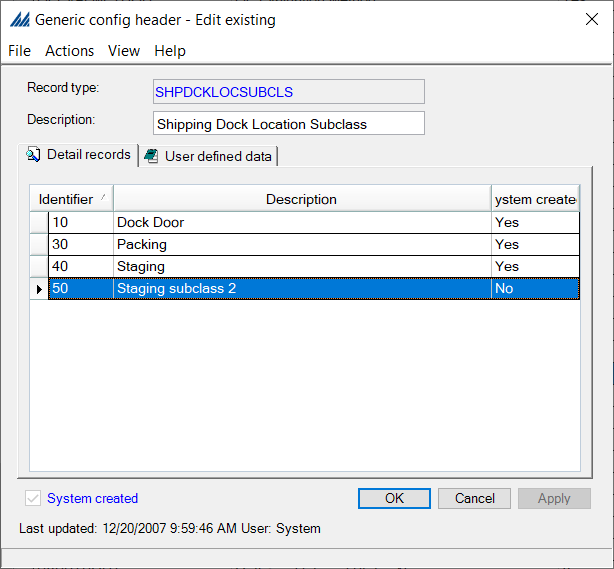 Generic config header - Edit existing
File Actions View Help
Record type: SHPDCKLOCSUBCLS
Description: Shipping Dock Location Subclass
Detail records User defined data
Identifier Description ystem create
10 Dock Door Yes
30 Packing Yes
40 Staging Yes
50 Staging subclass 2 No
System created OK Cancel Apply
Last updated: 12/20/2007 9:59:46 AM User: System